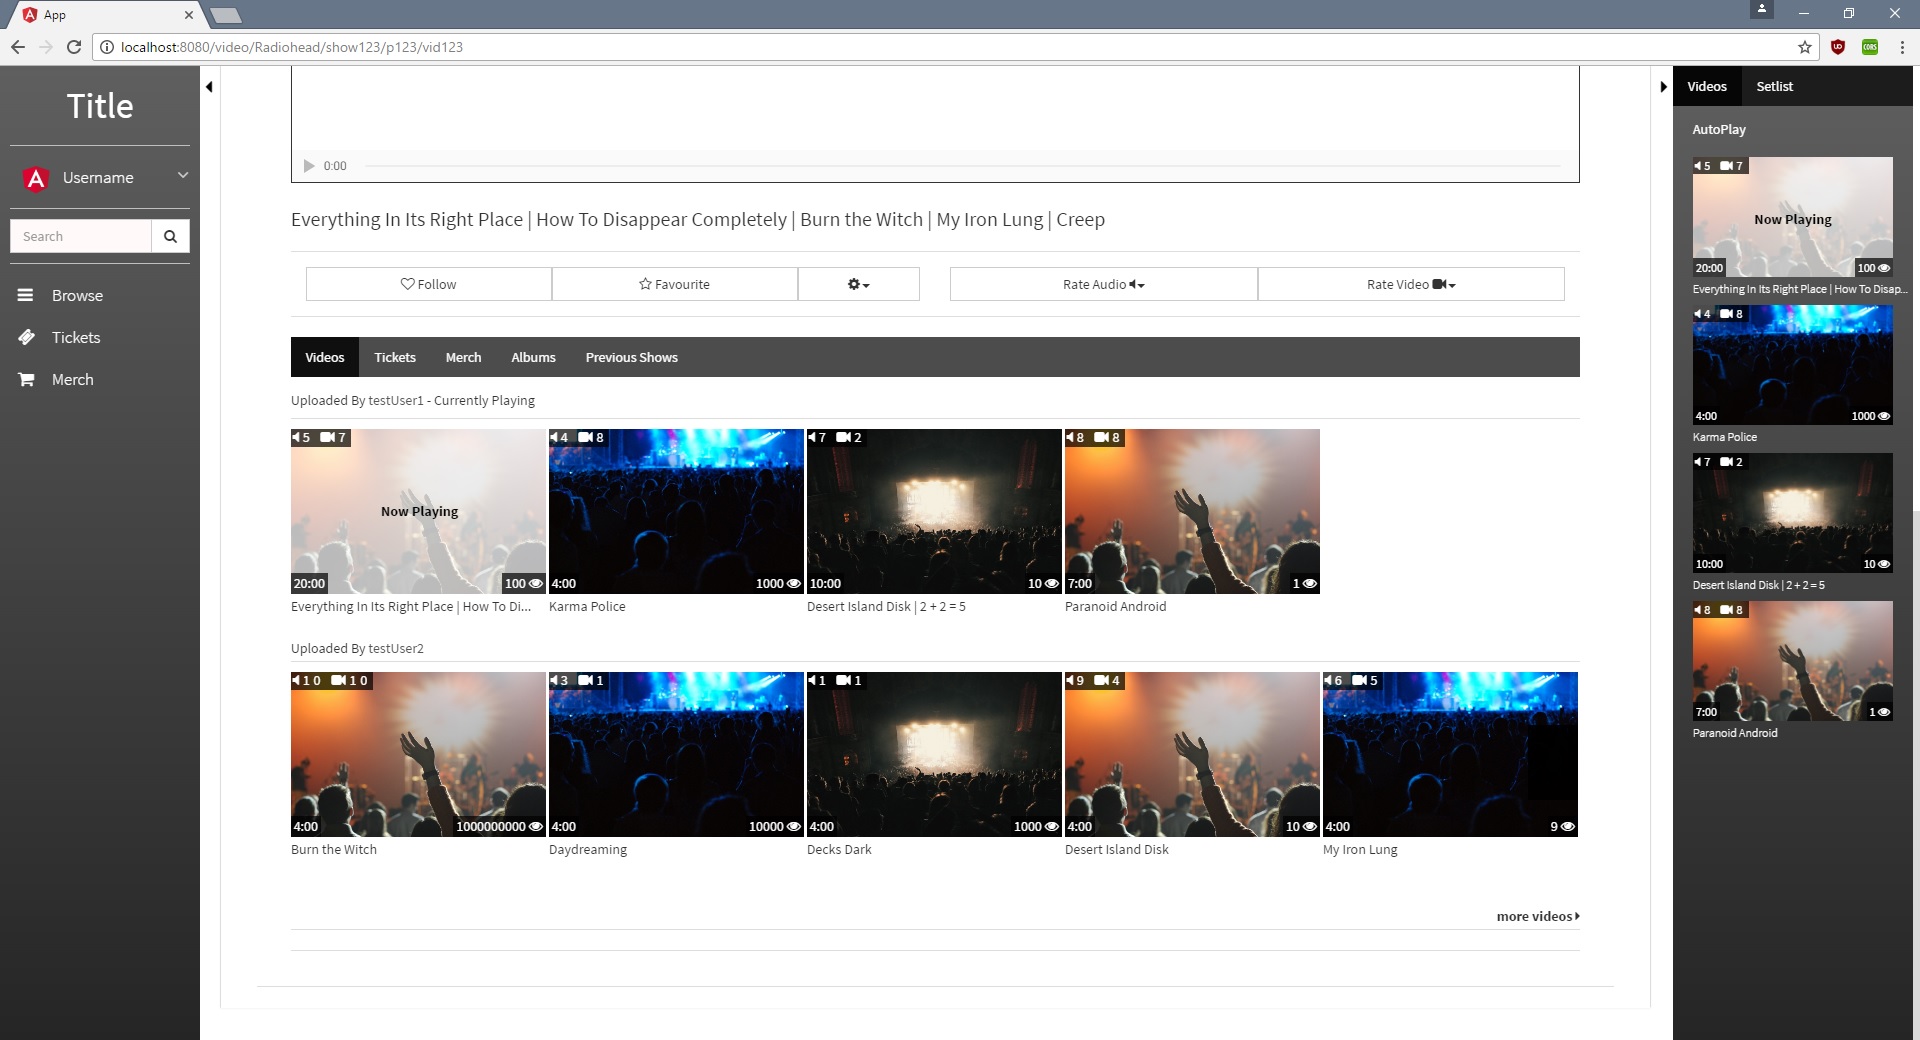 App
localhost:8080/video/Radiohead/show123/p123/vid123
Title
Username
Search
Browse
Tickets
Merch
0:00
Everything In Its Right Place | How To Disappear Completely | Burn the Witch | My Iron Lung | Creep
Follow
Favourite
Rate Audio
Rate Video
Videos Tickets Merch Albums Previous Shows
Uploaded By testUser1 - Currently Playing
5 7
Now Playing
20:00 100
Everything In Its Right Place | How To Di...
4 8
4:00 1000
Karma Police
7 2
10:00 10
Desert Island Disk | 2 + 2 = 5
8 8
7:00 1
Paranoid Android
Uploaded By testUser2
10 10
4:00 1000000000
Burn the Witch
3 1
4:00 10000
Daydreaming
1 1
4:00 1000
Decks Dark
9 4
4:00 10
Desert Island Disk
6 5
4:00 9
My Iron Lung
more videos
Videos Setlist
AutoPlay
5 7
Now Playing
20:00 100
Everything In Its Right Place | How To Disap...
4 8
4:00 1000
Karma Police
7 2
10:00 10
Desert Island Disk | 2 + 2 = 5
8 8
7:00 1
Paranoid Android